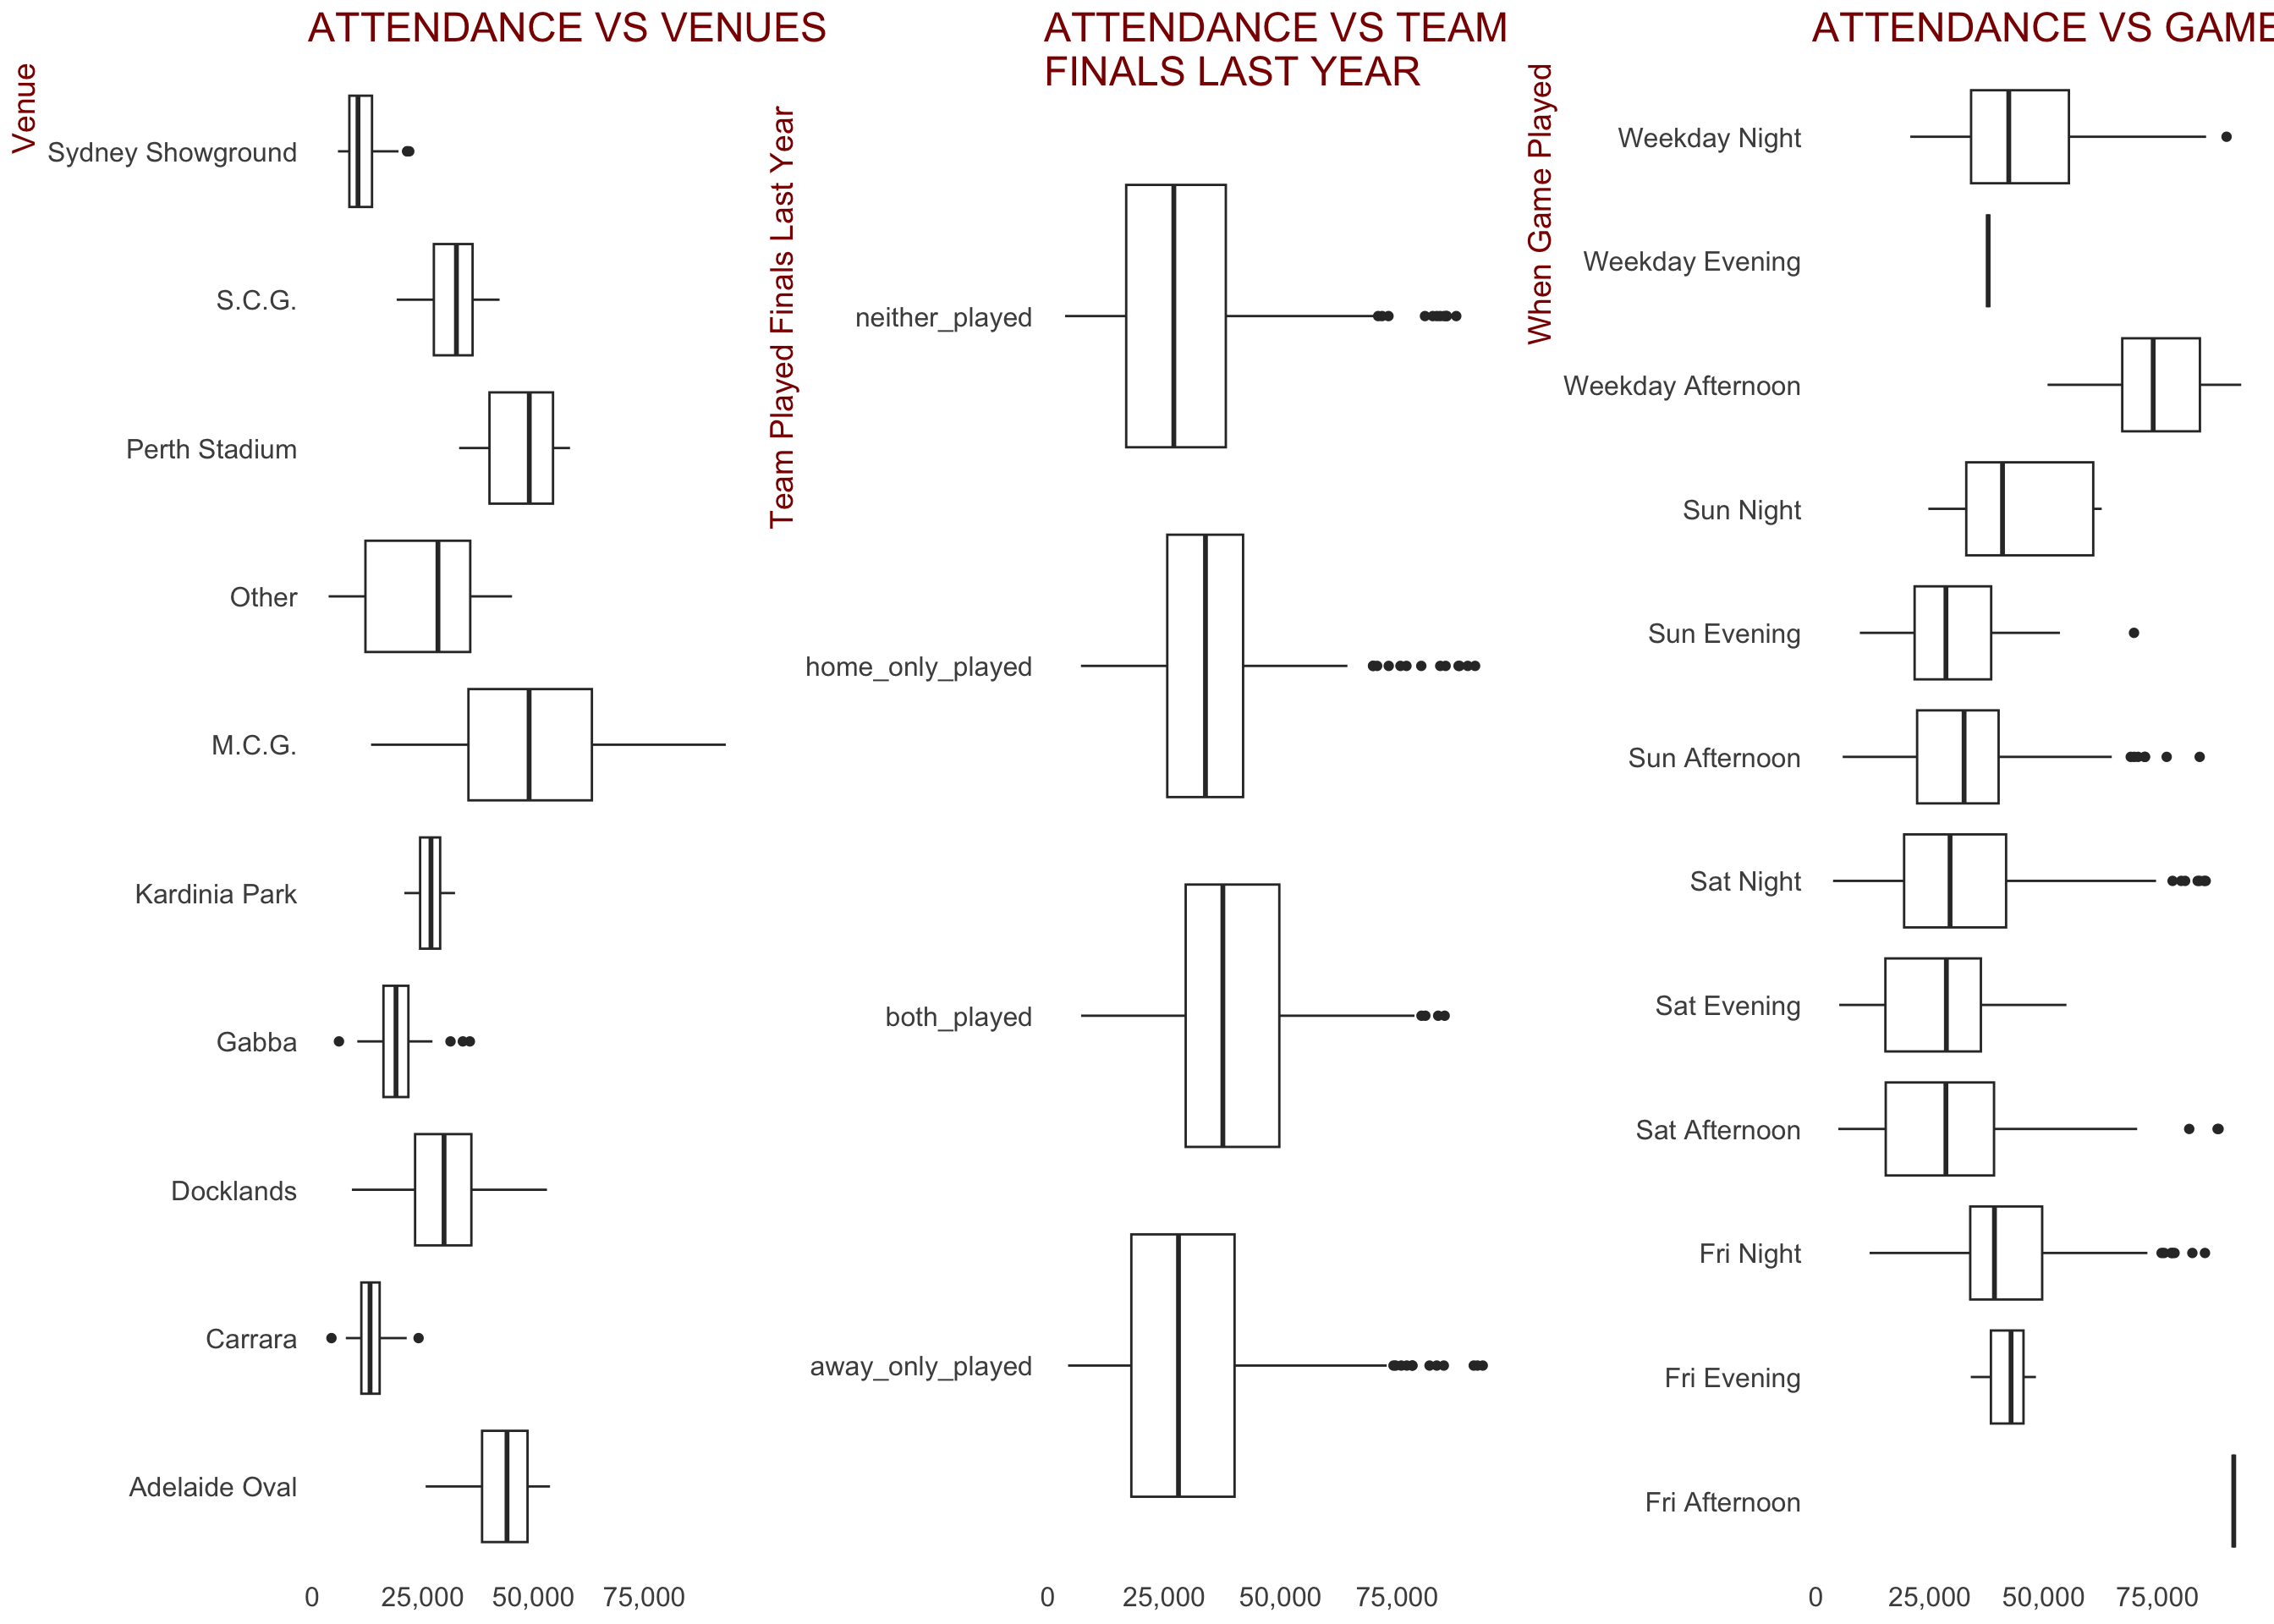 ATTENDANCE VS VENUES
Venue
Sydney Showground
S.C.G.
Perth Stadium
Other
M.C.G.
Kardinia Park
Gabba
Docklands
Carrara
Adelaide Oval
0 25,000 50,000 75,000
ATTENDANCE VS TEAM
FINALS LAST YEAR
Team Played Finals Last Year
neither_played
home_only_played
both_played
away_only_played
0 25,000 50,000 75,000
ATTENDANCE VS GAME
When Game Played
Weekday Night
Weekday Evening
Weekday Afternoon
Sun Night
Sun Evening
Sun Afternoon
Sat Night
Sat Evening
Sat Afternoon
Fri Night
Fri Evening
Fri Afternoon
0 25,000 50,000 75,000